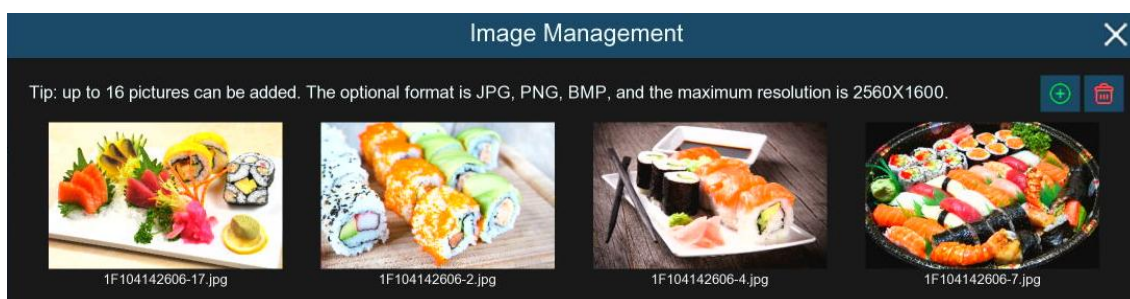 Image Management
Tip: up to 16 pictures can be added. The optional format is JPG, PNG, BMP, and the maximum resolution is 2560X1600.
1F104142606-17.jpg
1F104142606-2.jpg
1F104142606-4.jpg
1F104142606-7.jpg